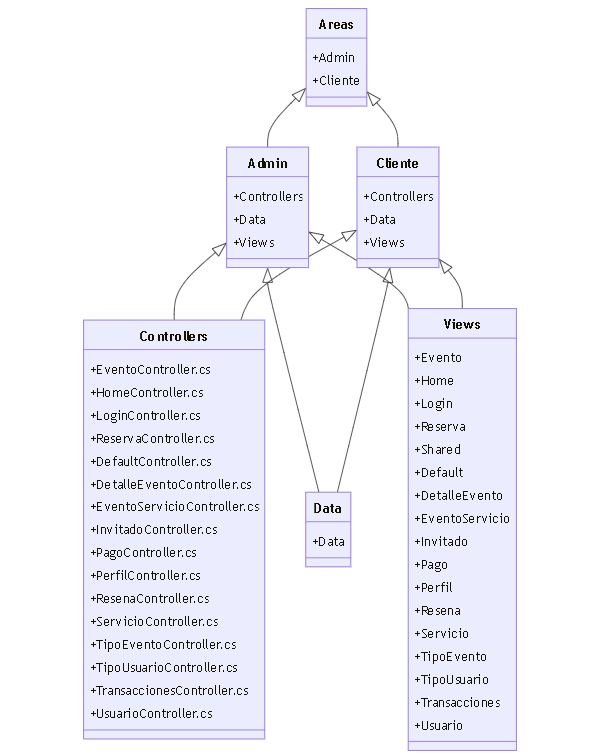 Areas
+Admin
+Cliente
Admin
+Controllers
+Data
+Views
Cliente
+Controllers
+Data
+Views
Controllers
+EventoController.cs
+HomeController.cs
+LoginController.cs
+ReservaController.cs
+DefaultController.cs
+DetalleEventoController.cs
+EventoServicioController.cs
+InvitadoController.cs
+PagoController.cs
+PerfilController.cs
+ResenaController.cs
+ServicioController.cs
+TipoEventoController.cs
+TipoUsuarioController.cs
+TransaccionesController.cs
+UsuarioController.cs
Data
+Data
Views
+Evento
+Home
+Login
+Reserva
+Shared
+Default
+DetalleEvento
+EventoServicio
+Invitado
+Pago
+Perfil
+Resena
+Servicio
+TipoEvento
+TipoUsuario
+Transacciones
+Usuario